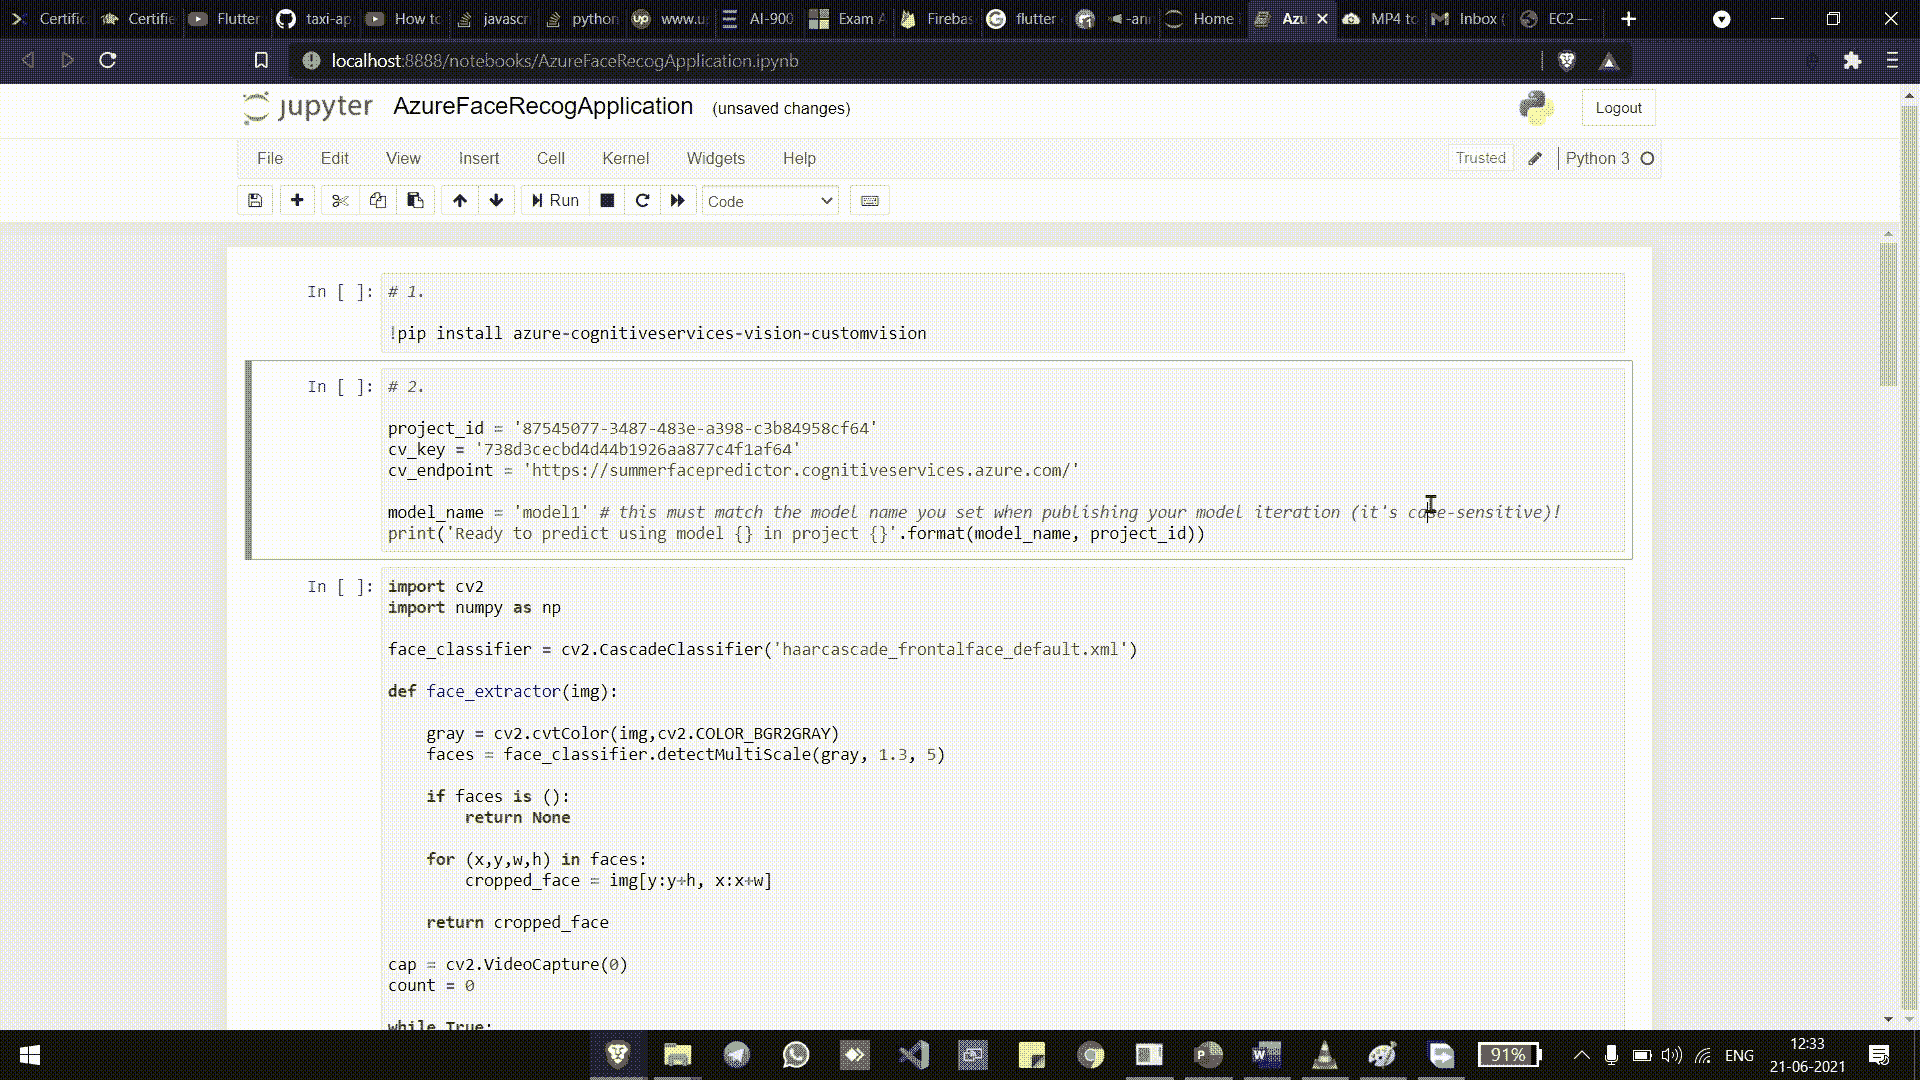 Certific
Certifie
Flutter
taxi-ap
How to
javascr
python
www.u
AI-900
Exam A
Fireba
flutter
-ann
Home
Azu
MP4 to
Inbox (
EC2 —
localhost:8888/notebooks/AzureFaceRecogApplication.ipynb
jupyter AzureFaceRecogApplication (unsaved changes)
Logout
File Edit View Insert Cell Kernel Widgets Help
Trusted
Python 3
Run
Code
In [ ]: # 1.
!pip install azure-cognitiveservices-vision-customvision
In [ ]: # 2.
project_id = '87545077-3487-483e-a398-c3b84958cf64'
cv_key = '738d3cecbd4d44b1926aa877c4f1af64'
cv_endpoint = 'https://summerfacepredictor.cognitiveservices.azure.com/'
model_name = 'model1' # this must match the model name you set when publishing your model iteration (it's case-sensitive)!
print('Ready to predict using model {} in project {}'.format(model_name, project_id))
In [ ]: import cv2
import numpy as np
face_classifier = cv2.CascadeClassifier('haarcascade_frontalface_default.xml')
def face_extractor(img):
gray = cv2.cvtColor(img,cv2.COLOR_BGR2GRAY)
faces = face_classifier.detectMultiScale(gray, 1.3, 5)
if faces is ():
return None
for (x,y,w,h) in faces:
cropped_face = img[y:y+h, x:x+w]
return cropped_face
cap = cv2.VideoCapture(0)
count = 0
while True:
91%
ENG
12:33
21-06-2021